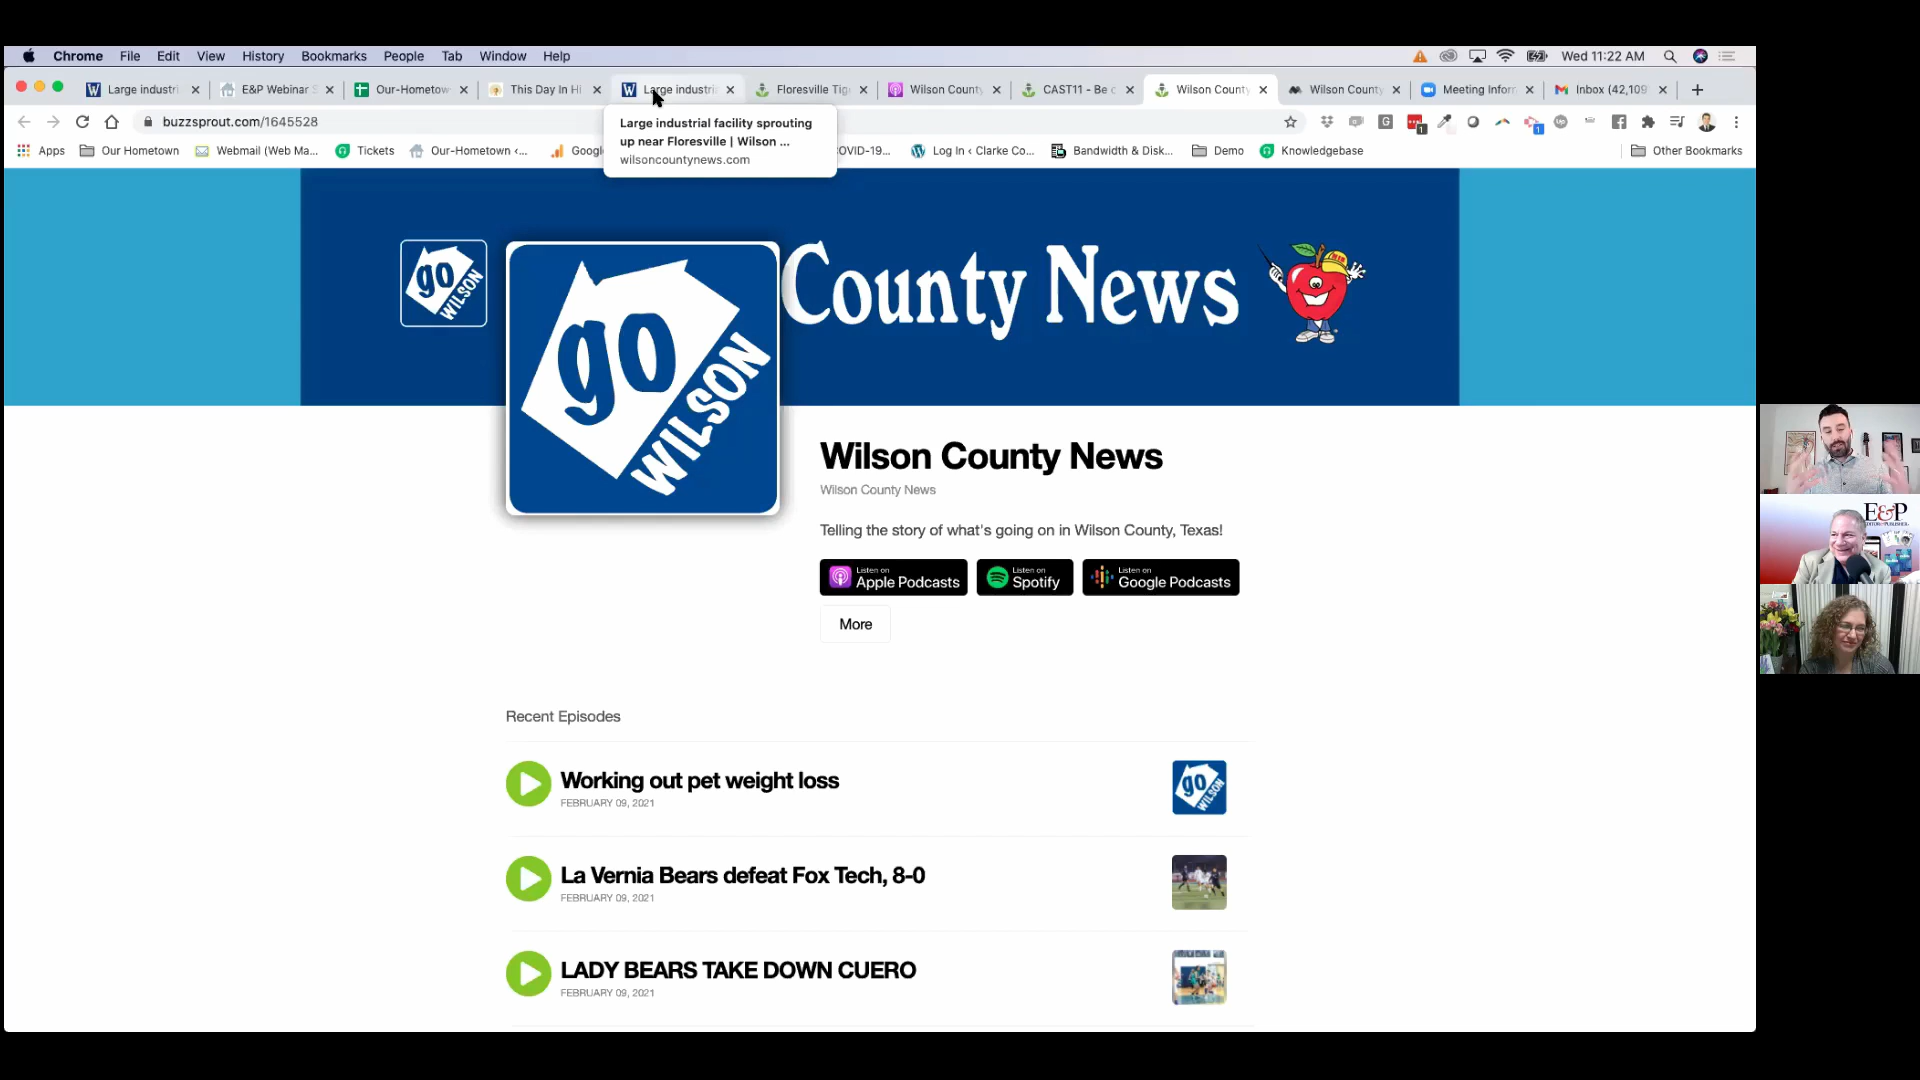 Chrome File Edit View History Bookmarks People Tab Window Help Wed 11:22 AM
Large industri E&P Webinar S Our-Hometow This Day In Hi Large industri Floresville Tig Wilson County CAST11 - Be c Wilson County Wilson County Meeting Infor Inbox (42,109
buzzsprout.com/1645528
Large industrial facility sprouting
up near Floresville | Wilson ...
wilsoncountynews.com
Apps Our Hometown Webmail (Web Ma... Tickets Our-Hometown <... Googl OVID-19... Log In ‹ Clarke Co... Bandwidth & Disk... Demo Knowledgebase Other Bookmarks
go WILSON
County News
go
WILSON
E&P
Wilson County News
Wilson County News
Telling the story of what's going on in Wilson County, Texas!
Listen on Apple Podcasts
Listen on Spotify
Listen on Google Podcasts
More
Recent Episodes
Working out pet weight loss
FEBRUARY 09, 2021
go WILSON
La Vernia Bears defeat Fox Tech, 8-0
FEBRUARY 09, 2021
LADY BEARS TAKE DOWN CUERO
FEBRUARY 09, 2021